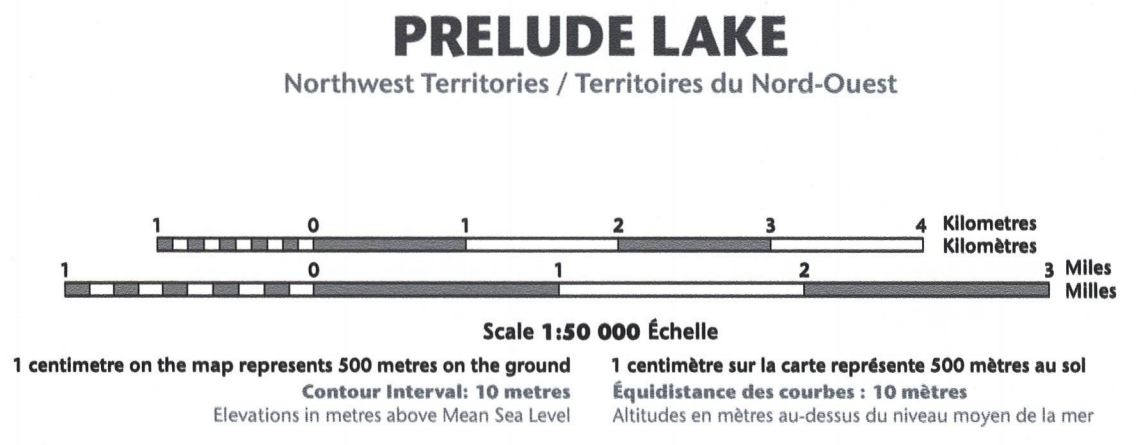 PRELUDE LAKE
Northwest Territories / Territoires du Nord-Ouest
1 0 1 2 3 4 Kilometres
Kilomètres
1 0 1 2 3 Miles
Milles
Scale 1:50 000 Échelle
1 centimetre on the map represents 500 metres on the ground
1 centimètre sur la carte représente 500 mètres au sol
Contour Interval: 10 metres
Équidistance des courbes : 10 mètres
Elevations in metres above Mean Sea Level
Altitudes en mètres au-dessus du niveau moyen de la mer